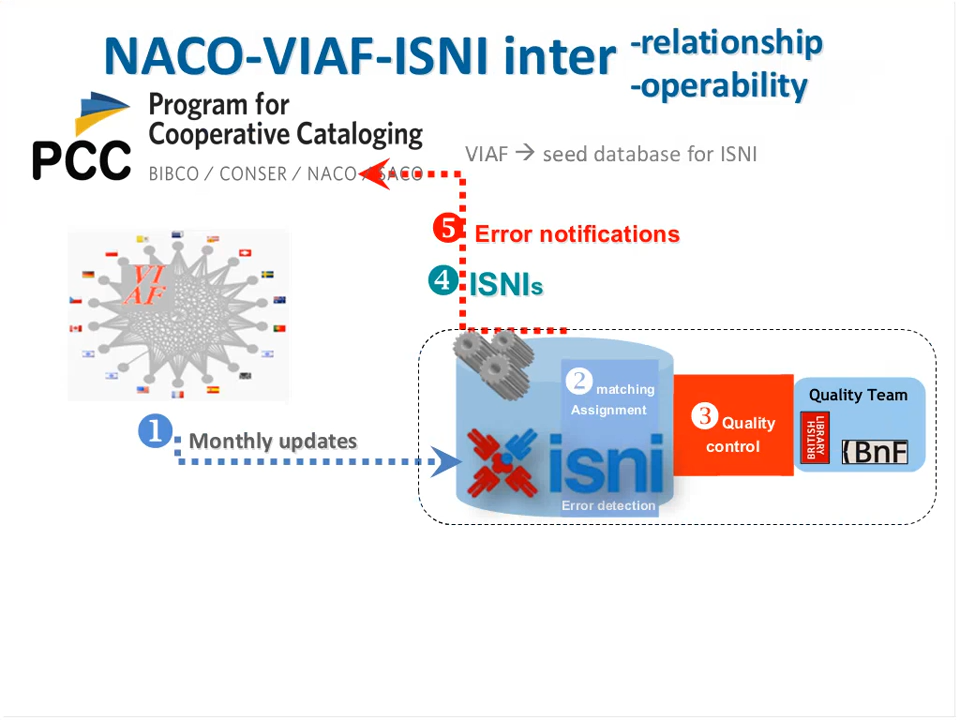 NACO-VIAF-ISNI inter -relationship
-operability
PCC
Program for
Cooperative Cataloging
BIBCO / CONSER / NACO / SACO
VIAF → seed database for ISNI
5 Error notifications
4 ISNIs
VI
AF
2 matching
Assignment
3 Quality
control
Quality Team
BRITISH
LIBRARY
{BnF
1 Monthly updates
isni
Error detection